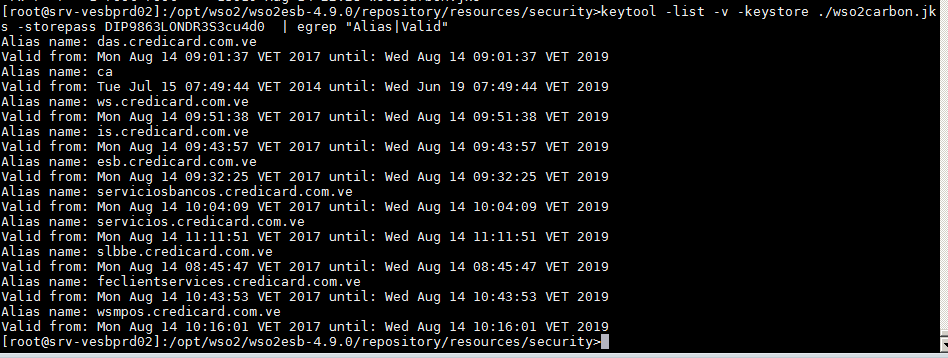 [root@srv-vesbprd02]:/opt/wso2/wso2esb-4.9.0/repository/resources/security>keytool -list -v -keystore ./wso2carbon.jk
s -storepass DIP9863LONDR3S3cu4d0  | egrep "Alias|Valid"
Alias name: das.credicard.com.ve
Valid from: Mon Aug 14 09:01:37 VET 2017 until: Wed Aug 14 09:01:37 VET 2019
Alias name: ca
Valid from: Tue Jul 15 07:49:44 VET 2014 until: Wed Jun 19 07:49:44 VET 2019
Alias name: ws.credicard.com.ve
Valid from: Mon Aug 14 09:51:38 VET 2017 until: Wed Aug 14 09:51:38 VET 2019
Alias name: is.credicard.com.ve
Valid from: Mon Aug 14 09:43:57 VET 2017 until: Wed Aug 14 09:43:57 VET 2019
Alias name: esb.credicard.com.ve
Valid from: Mon Aug 14 09:32:25 VET 2017 until: Wed Aug 14 09:32:25 VET 2019
Alias name: serviciosbancos.credicard.com.ve
Valid from: Mon Aug 14 10:04:09 VET 2017 until: Wed Aug 14 10:04:09 VET 2019
Alias name: servicios.credicard.com.ve
Valid from: Mon Aug 14 11:11:51 VET 2017 until: Wed Aug 14 11:11:51 VET 2019
Alias name: slbbe.credicard.com.ve
Valid from: Mon Aug 14 08:45:47 VET 2017 until: Wed Aug 14 08:45:47 VET 2019
Alias name: feclientservices.credicard.com.ve
Valid from: Mon Aug 14 10:43:53 VET 2017 until: Wed Aug 14 10:43:53 VET 2019
Alias name: wsmpos.credicard.com.ve
Valid from: Mon Aug 14 10:16:01 VET 2017 until: Wed Aug 14 10:16:01 VET 2019
[root@srv-vesbprd02]:/opt/wso2/wso2esb-4.9.0/repository/resources/security>